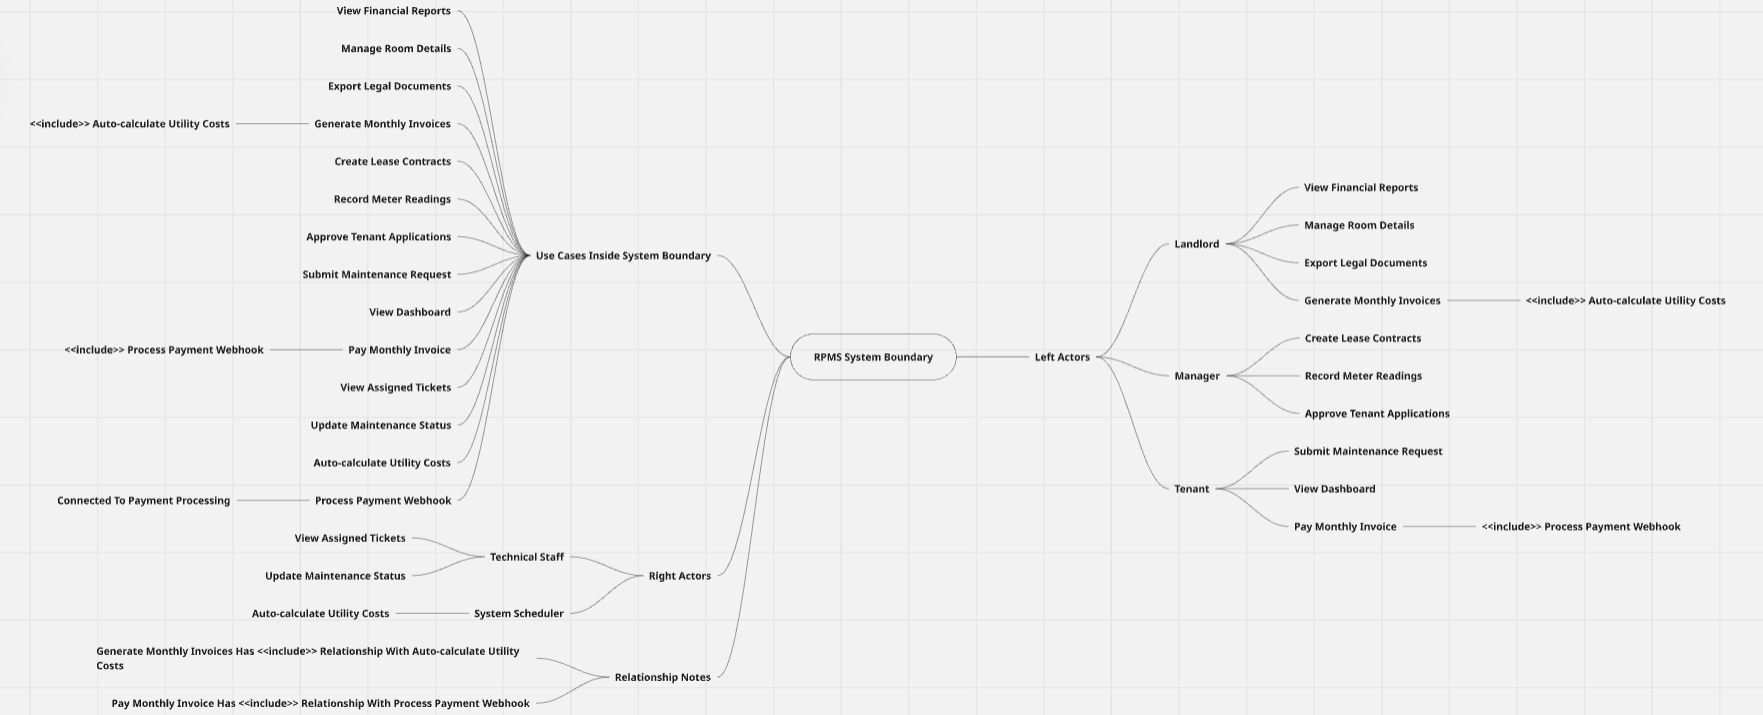 View Financial Reports
Manage Room Details
Export Legal Documents
<<include>> Auto-calculate Utility Costs
Generate Monthly Invoices
Create Lease Contracts
Record Meter Readings
Approve Tenant Applications
Submit Maintenance Request
View Dashboard
<<include>> Process Payment Webhook
Pay Monthly Invoice
View Assigned Tickets
Update Maintenance Status
Auto-calculate Utility Costs
Connected To Payment Processing
Process Payment Webhook
Use Cases Inside System Boundary
View Assigned Tickets
Update Maintenance Status
Technical Staff
Auto-calculate Utility Costs
System Scheduler
Right Actors
Generate Monthly Invoices Has <<include>> Relationship With Auto-calculate Utility
Costs
Pay Monthly Invoice Has <<include>> Relationship With Process Payment Webhook
Relationship Notes
RPMS System Boundary
Left Actors
Landlord
View Financial Reports
Manage Room Details
Export Legal Documents
Generate Monthly Invoices
<<include>> Auto-calculate Utility Costs
Manager
Create Lease Contracts
Record Meter Readings
Approve Tenant Applications
Tenant
Submit Maintenance Request
View Dashboard
Pay Monthly Invoice
<<include>> Process Payment Webhook